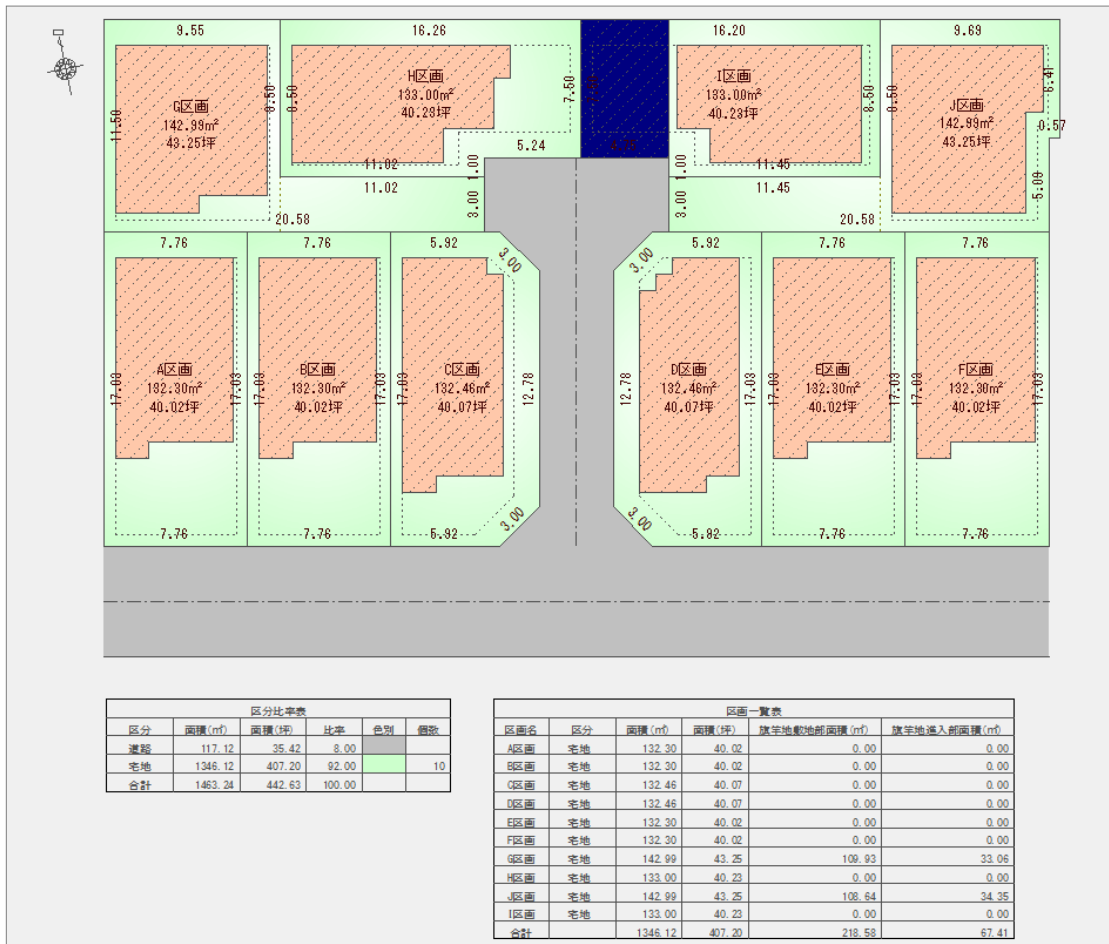 9.55
16.26
16.20
9.69
G区画
142.99m²
43.25坪
11.50
8.50
8.50
H区画
133.00m²
40.23坪
7.50
I区画
133.00m²
40.23坪
8.50
8.50
J区画
142.99m²
43.25坪
6.41
0.57
5.00
5.24
11.02
1.00
1.00
11.45
11.02
3.00
3.00
11.45
20.58
20.58
7.76
7.76
5.92
3.00
3.00
5.92
7.76
7.76
A区画
132.30m²
40.02坪
17.03
17.03
B区画
132.30m²
40.02坪
17.03
C区画
132.46m²
40.07坪
12.78
12.78
D区画
132.46m²
40.07坪
17.03
E区画
132.30m²
40.02坪
17.03
F区画
132.30m²
40.02坪
17.03
7.76
7.76
5.92
3.00
3.00
5.92
7.76
7.76
区分比率表
区分 面積(㎡) 面積(坪) 比率 色別 個数
道路 117.12 35.42 8.00
宅地 1346.12 407.20 92.00 10
合計 1463.24 442.63 100.00
区画一覧表
区画名 区分 面積(㎡) 面積(坪) 旗竿地敷地部面積(㎡) 旗竿地進入部面積(㎡)
A区画 宅地 132.30 40.02 0.00 0.00
B区画 宅地 132.30 40.02 0.00 0.00
C区画 宅地 132.46 40.07 0.00 0.00
D区画 宅地 132.46 40.07 0.00 0.00
E区画 宅地 132.30 40.02 0.00 0.00
F区画 宅地 132.30 40.02 0.00 0.00
G区画 宅地 142.99 43.25 109.93 33.06
H区画 宅地 133.00 40.23 0.00 0.00
J区画 宅地 142.99 43.25 108.64 34.35
I区画 宅地 133.00 40.23 0.00 0.00
合計 1346.12 407.20 218.58 67.41